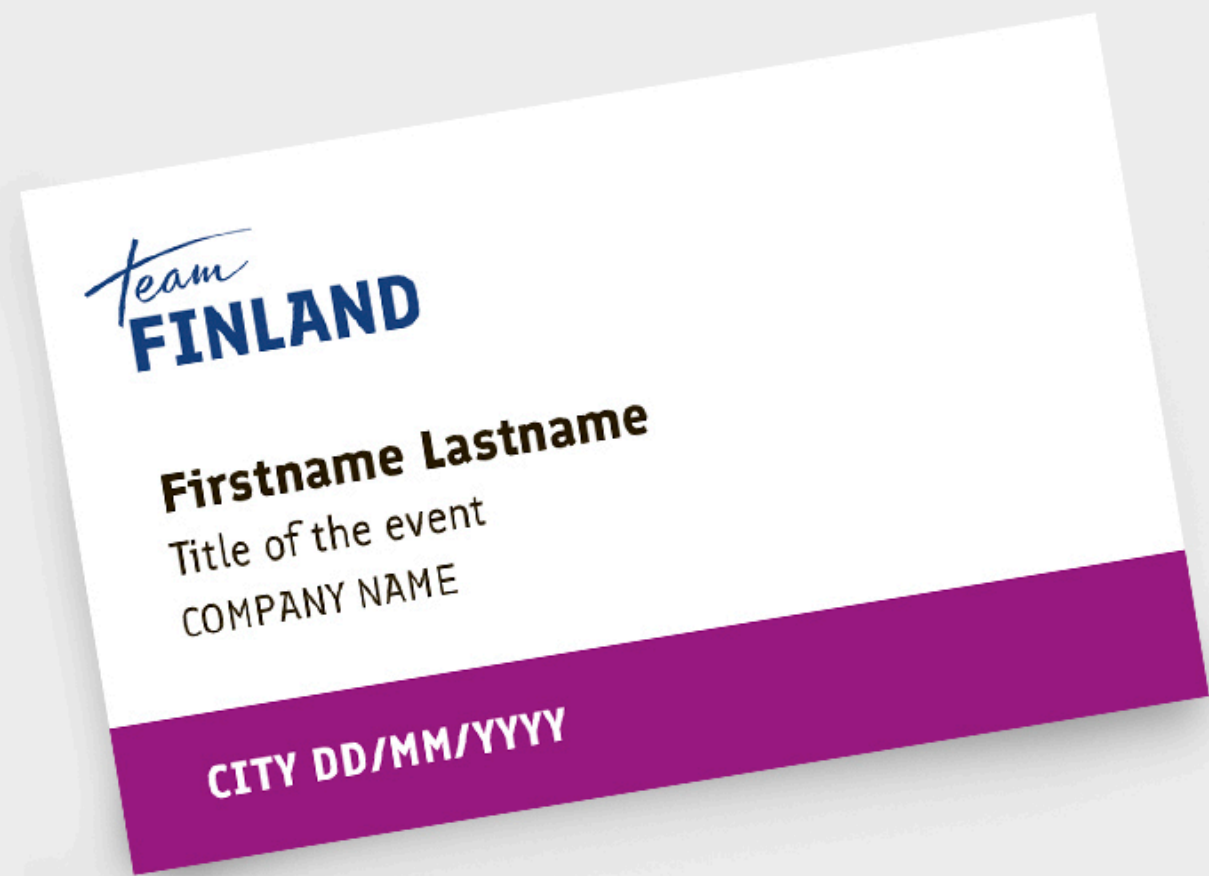 team
FINLAND
Firstname Lastname
Title of the event
COMPANY NAME
CITY DD/MM/YYYY